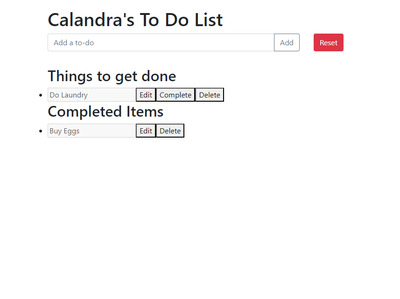 Calandra's To Do List
Add a to-do Add Reset
Things to get done
Do Laundry Edit Complete Delete
Completed Items
Buy Eggs Edit Delete